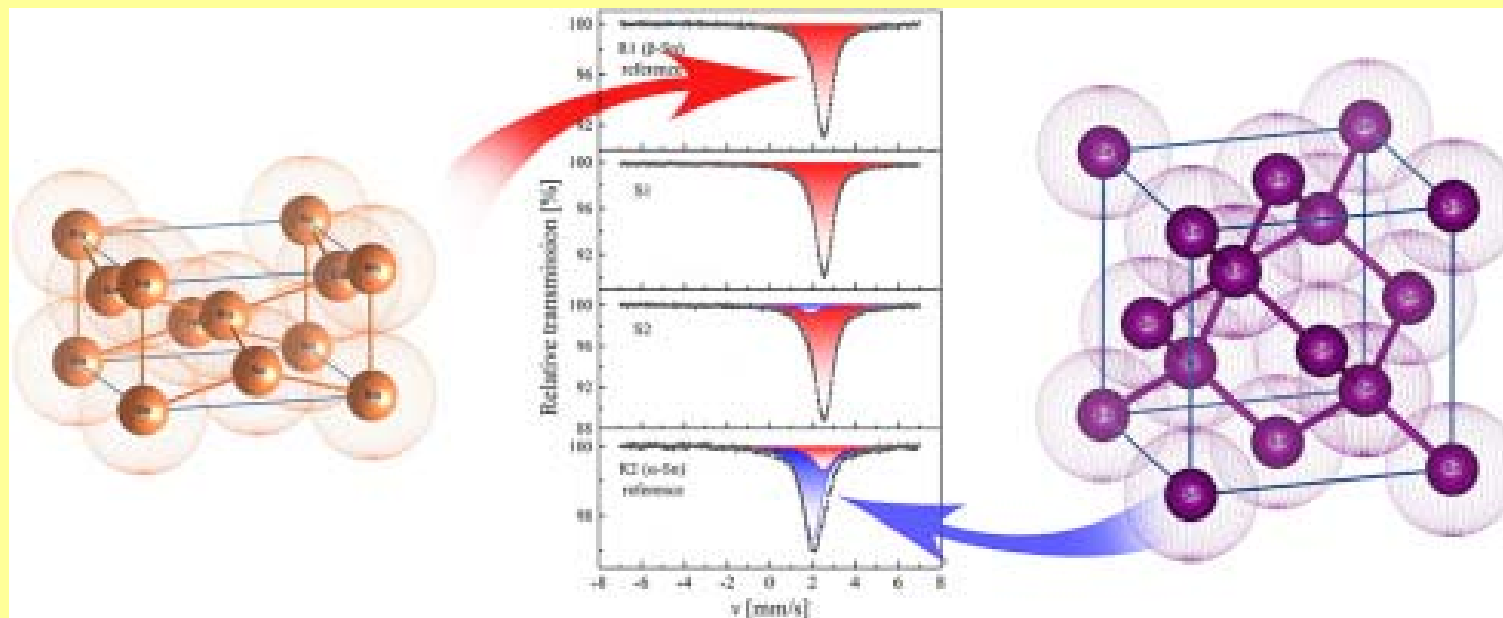 100
R1 (β-Sn)
reference
96
92
100
S1
96
92
100
S2
96
92
88
100
R2 (α-Sn)
reference
98
Relative transmission [%]
-8 -6 -4 -2 0 2 4 6 8
v [mm/s]